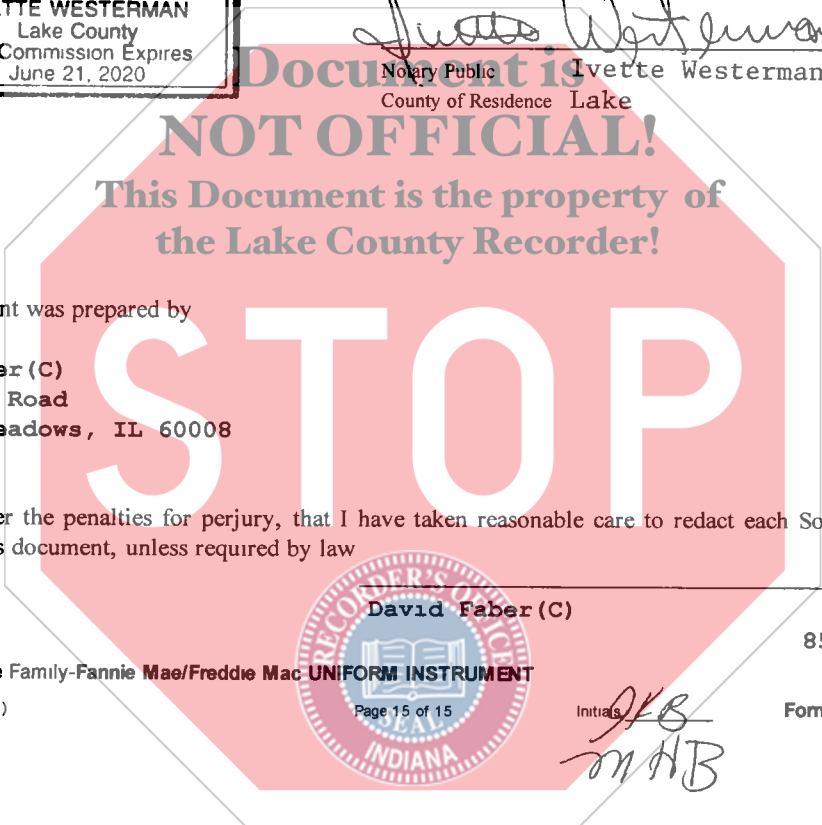 TTE WESTERMAN
Lake County
Commission Expires
June 21, 2020
Ivette Westerman
Notary Public Ivette Westerman
County of Residence Lake
Document is
NOT OFFICIAL!
This Document is the property of
the Lake County Recorder!
nt was prepared by
er(C)
Road
eadows, IL 60008
STOP
er the penalties for perjury, that I have taken reasonable care to redact each So
s document, unless required by law
David Faber(C)
85
e Family-Fannie Mae/Freddie Mac UNIFORM INSTRUMENT
)
Page 15 of 15
Initials JKB
MHB
Form
RECORDER'S OFFICE
SEAL
INDIANA